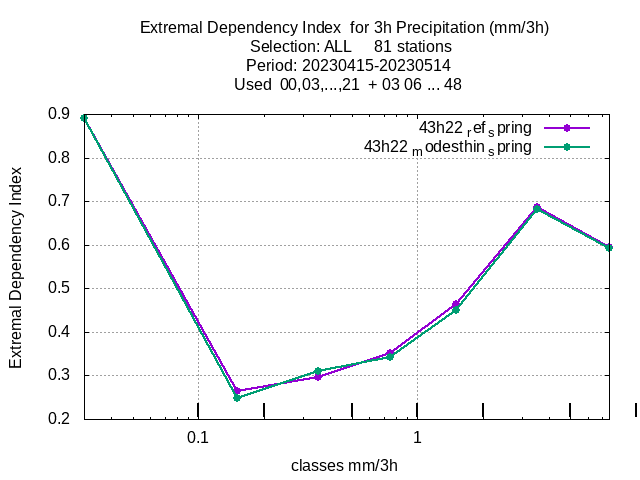 Extremal Dependency Index  for 3h Precipitation (mm/3h)
Selection: ALL     81 stations
Period: 20230415-20230514
Used  00,03,...,21  + 03 06 ... 48
43h22 ref spring
43h22 modesthin spring
Extremal Dependency Index
0.9
0.8
0.7
0.6
0.5
0.4
0.3
0.2
0.1
1
classes mm/3h